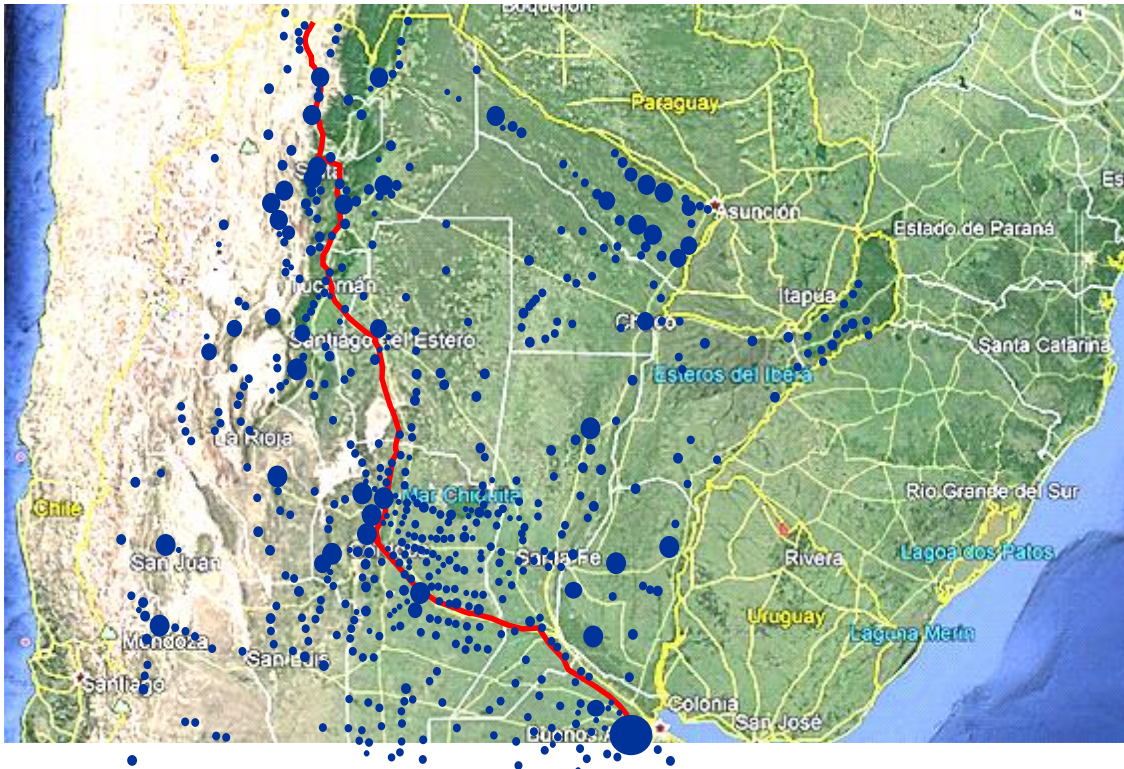 Boquerón
N
Paraguay
Salta
Asunción
Estado de Paraná
Tucumán
Itapúa
Chaco
Santiago del Estero
Santa Catarina
Esteros del Iberá
La Rioja
Mar Chiquita
Rio Grande del Sur
Chile
San Juan
Santa Fe
Rivera
Lagoa dos Patos
Uruguay
Laguna Merin
Mendoza
San Luis
Santiago
Colonia
San José
Buenos A